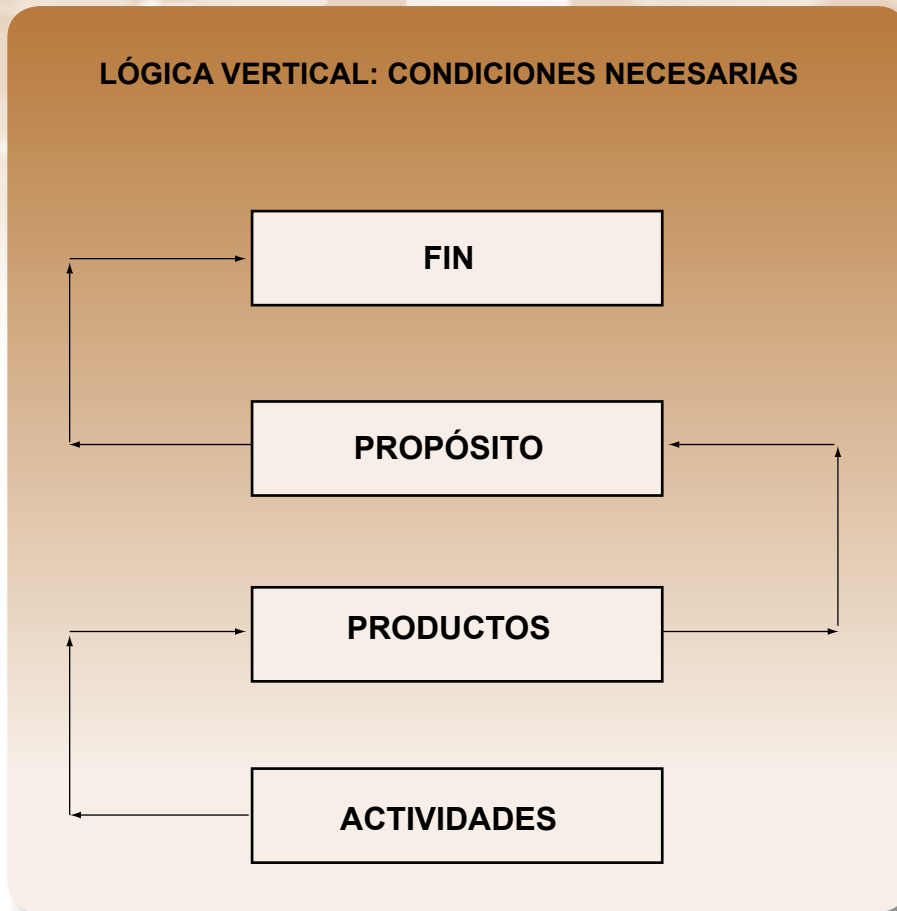 LÓGICA VERTICAL: CONDICIONES NECESARIAS
FIN
PROPÓSITO
PRODUCTOS
ACTIVIDADES